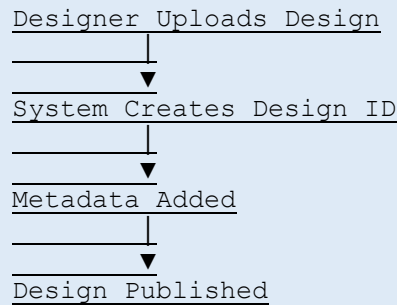 Designer Uploads Design
System Creates Design ID
Metadata Added
Design Published